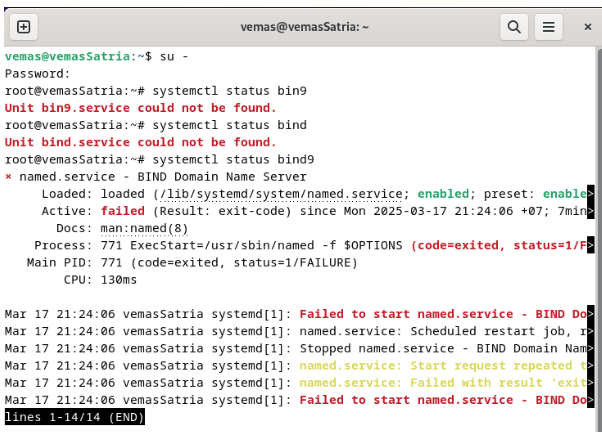 vemas@vemasSatria: ~
vemas@vemasSatria:~$ su -
Password:
root@vemasSatria:~# systemctl status bin9
Unit bin9.service could not be found.
root@vemasSatria:~# systemctl status bind
Unit bind.service could not be found.
root@vemasSatria:~# systemctl status bind9
× named.service - BIND Domain Name Server
Loaded: loaded (/lib/systemd/system/named.service; enabled; preset: enable>
Active: failed (Result: exit-code) since Mon 2025-03-17 21:24:06 +07; 7min>
Docs: man:named(8)
Process: 771 ExecStart=/usr/sbin/named -f $OPTIONS (code=exited, status=1/F>
Main PID: 771 (code=exited, status=1/FAILURE)
CPU: 130ms
Mar 17 21:24:06 vemasSatria systemd[1]: Failed to start named.service - BIND Do>
Mar 17 21:24:06 vemasSatria systemd[1]: named.service: Scheduled restart job, r>
Mar 17 21:24:06 vemasSatria systemd[1]: Stopped named.service - BIND Domain Nam>
Mar 17 21:24:06 vemasSatria systemd[1]: named.service: Start request repeated t>
Mar 17 21:24:06 vemasSatria systemd[1]: named.service: Failed with result 'exit>
Mar 17 21:24:06 vemasSatria systemd[1]: Failed to start named.service - BIND Do>
lines 1-14/14 (END)